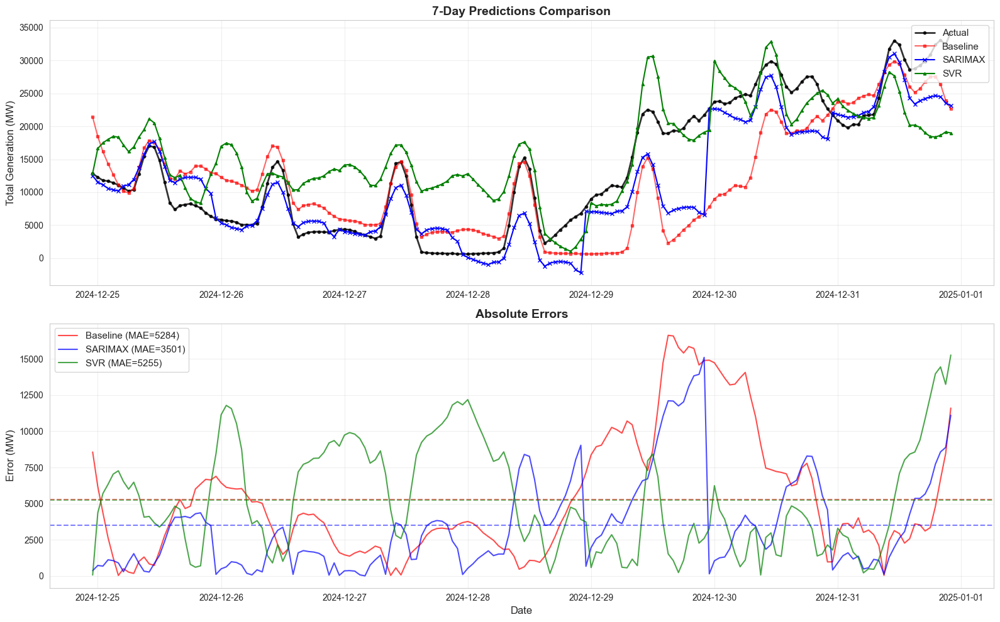 7-Day Predictions Comparison
Total Generation (MW)
35000
30000
25000
20000
15000
10000
5000
0
Actual
Baseline
SARIMAX
SVR
2024-12-25 2024-12-26 2024-12-27 2024-12-28 2024-12-29 2024-12-30 2024-12-31 2025-01-01
Absolute Errors
Error (MW)
15000
12500
10000
7500
5000
2500
0
Baseline (MAE=5284)
SARIMAX (MAE=3501)
SVR (MAE=5255)
2024-12-25 2024-12-26 2024-12-27 2024-12-28 2024-12-29 2024-12-30 2024-12-31 2025-01-01
Date